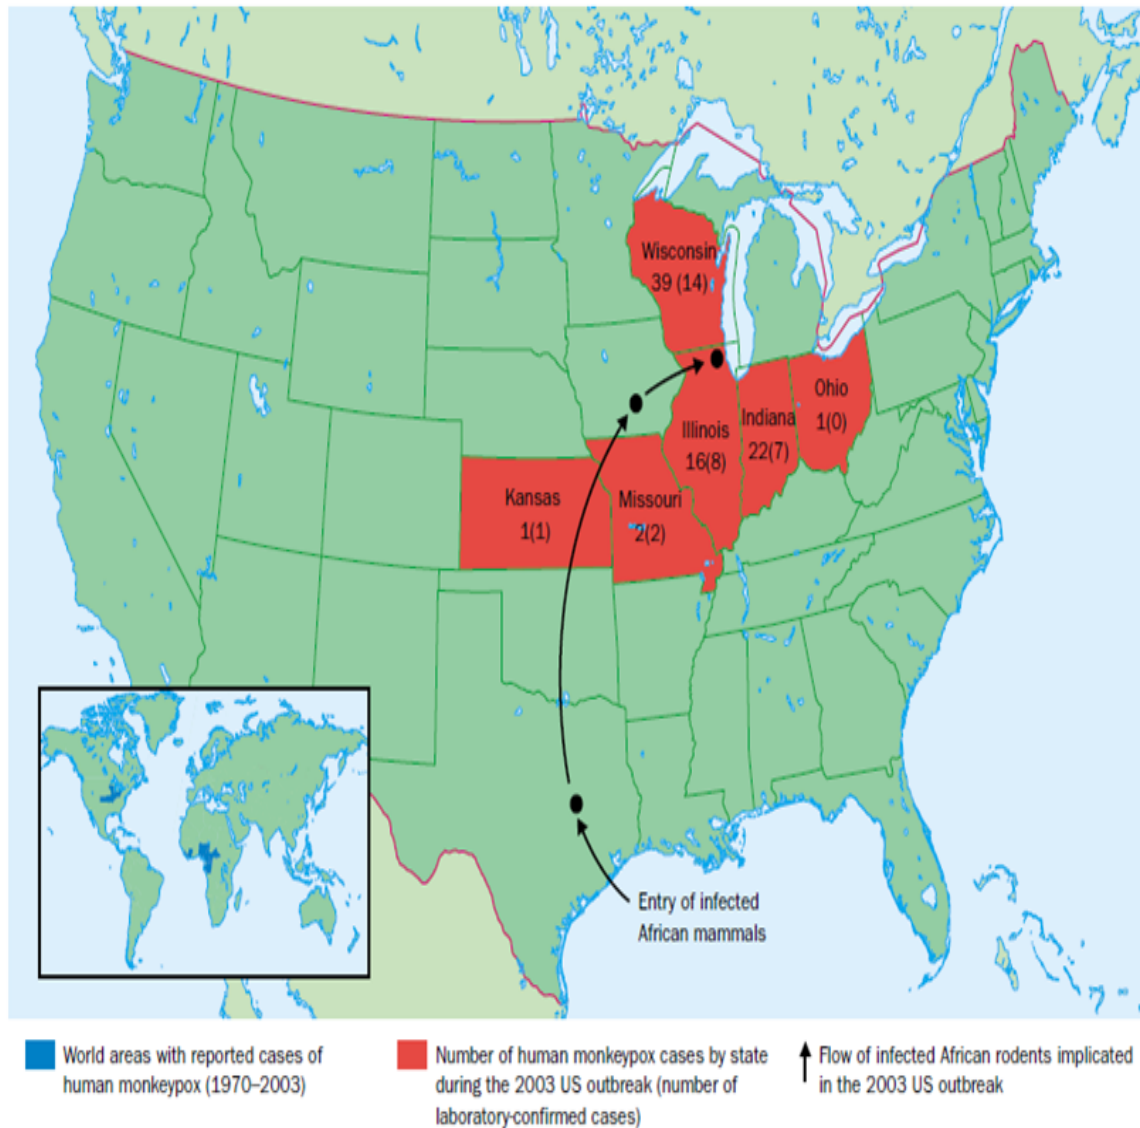 Wisconsin
39 (14)
Ohio
1(0)
Indiana
22(7)
Illinois
16(8)
Kansas
1(1)
Missouri
2(2)
Entry of infected
African mammals
World areas with reported cases of
human monkeypox (1970–2003)
Number of human monkeypox cases by state
during the 2003 US outbreak (number of
laboratory-confirmed cases)
Flow of infected African rodents implicated
in the 2003 US outbreak